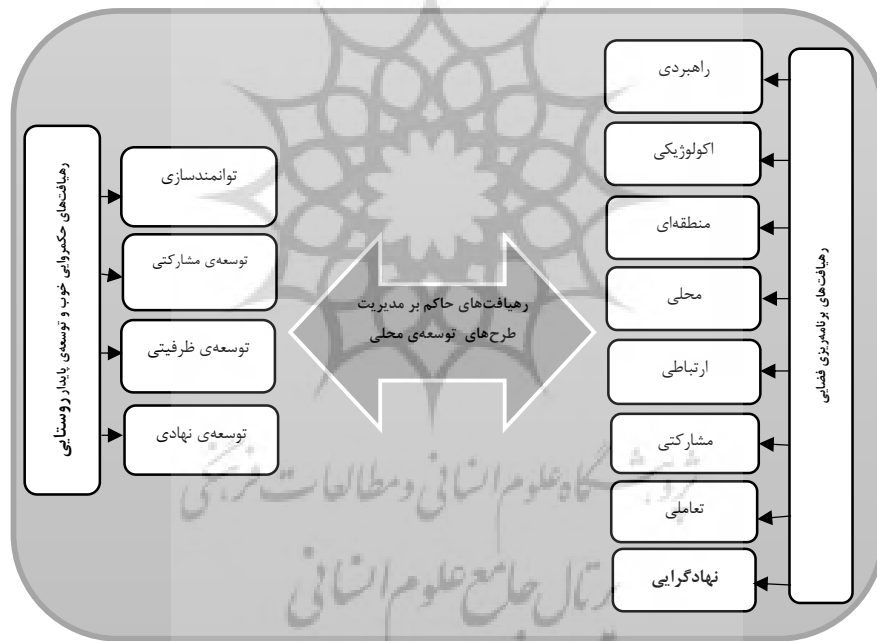 رهیافت‌های برنامه‌ریزی فضایی
راهبردی
اکولوژیکی
منطقه‌ای
محلی
ارتباطی
مشارکتی
تعاملی
نهادگرایی
رهیافت‌های حاکم بر مدیریت
طرح‌های توسعه‌ی محلی
رهیافت‌های حکمروایی خوب و توسعه‌ی پایدار روستایی
توانمندسازی
توسعه‌ی مشارکتی
توسعه‌ی ظرفیتی
توسعه‌ی نهادی
پژوهشگاه علوم انسانی و مطالعات فرهنگی
پرتال جامع علوم انسانی